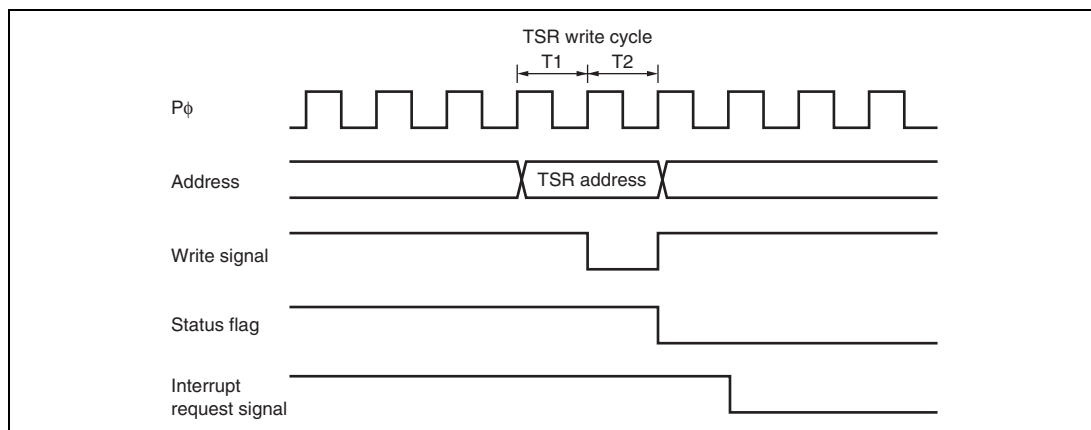 TSR write cycle
T1 T2
Pϕ
Address
TSR address
Write signal
Status flag
Interrupt
request signal